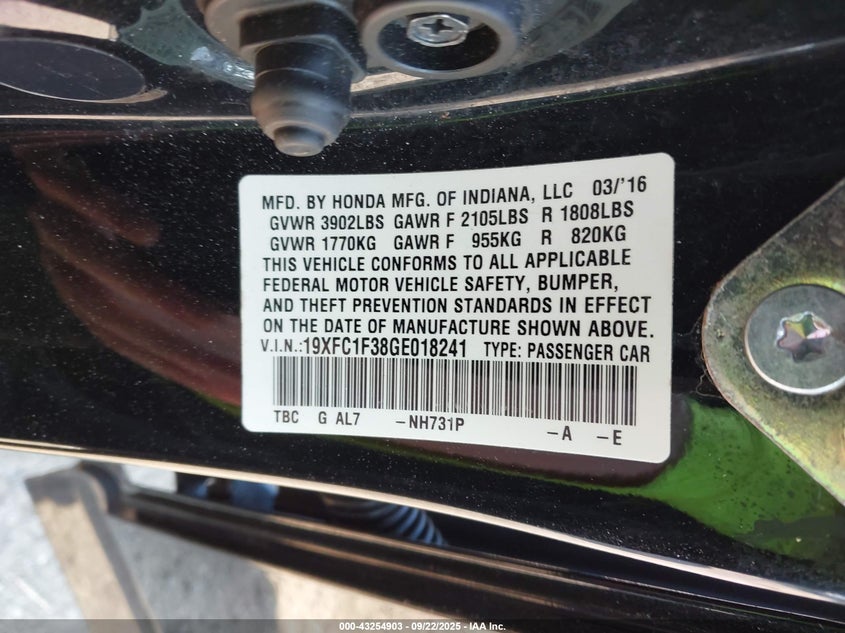 MFD. BY HONDA MFG. OF INDIANA, LLC 03/'16
GVWR 3902LBS GAWR F 2105LBS R 1808LBS
GVWR 1770KG GAWR F 955KG R 820KG
THIS VEHICLE CONFORMS TO ALL APPLICABLE
FEDERAL MOTOR VEHICLE SAFETY, BUMPER,
AND THEFT PREVENTION STANDARDS IN EFFECT
ON THE DATE OF MANUFACTURE SHOWN ABOVE.
V.I.N.:19XFC1F38GE018241 TYPE: PASSENGER CAR
TBC G AL7 -NH731P -A -E
000-43254903 - 09/22/2025 - IAA Inc.